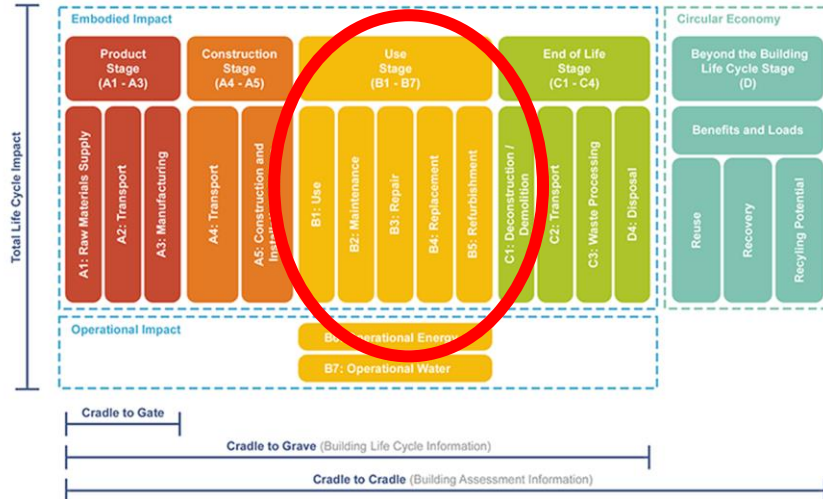 Embodied Impact
Circular Economy
Total Life Cycle Impact
Product
Stage
(A1 - A3)
Construction
Stage
(A4 - A5)
Use
Stage
(B1 - B7)
End of Life
Stage
(C1 - C4)
Beyond the Building
Life Cycle Stage
(D)
A1: Raw Materials Supply
A2: Transport
A3: Manufacturing
A4: Transport
A5: Construction and
B1: Use
B2: Maintenance
B3: Repair
B4: Replacement
B5: Refurbishment
C1: Deconstruction /
Demolition
C2: Transport
C3: Waste Processing
D4: Disposal
Benefits and Loads
Reuse
Recovery
Recyling Potential
Operational Impact
Operational Energy
B7: Operational Water
Cradle to Gate
Cradle to Grave (Building Life Cycle Information)
Cradle to Cradle (Building Assessment Information)